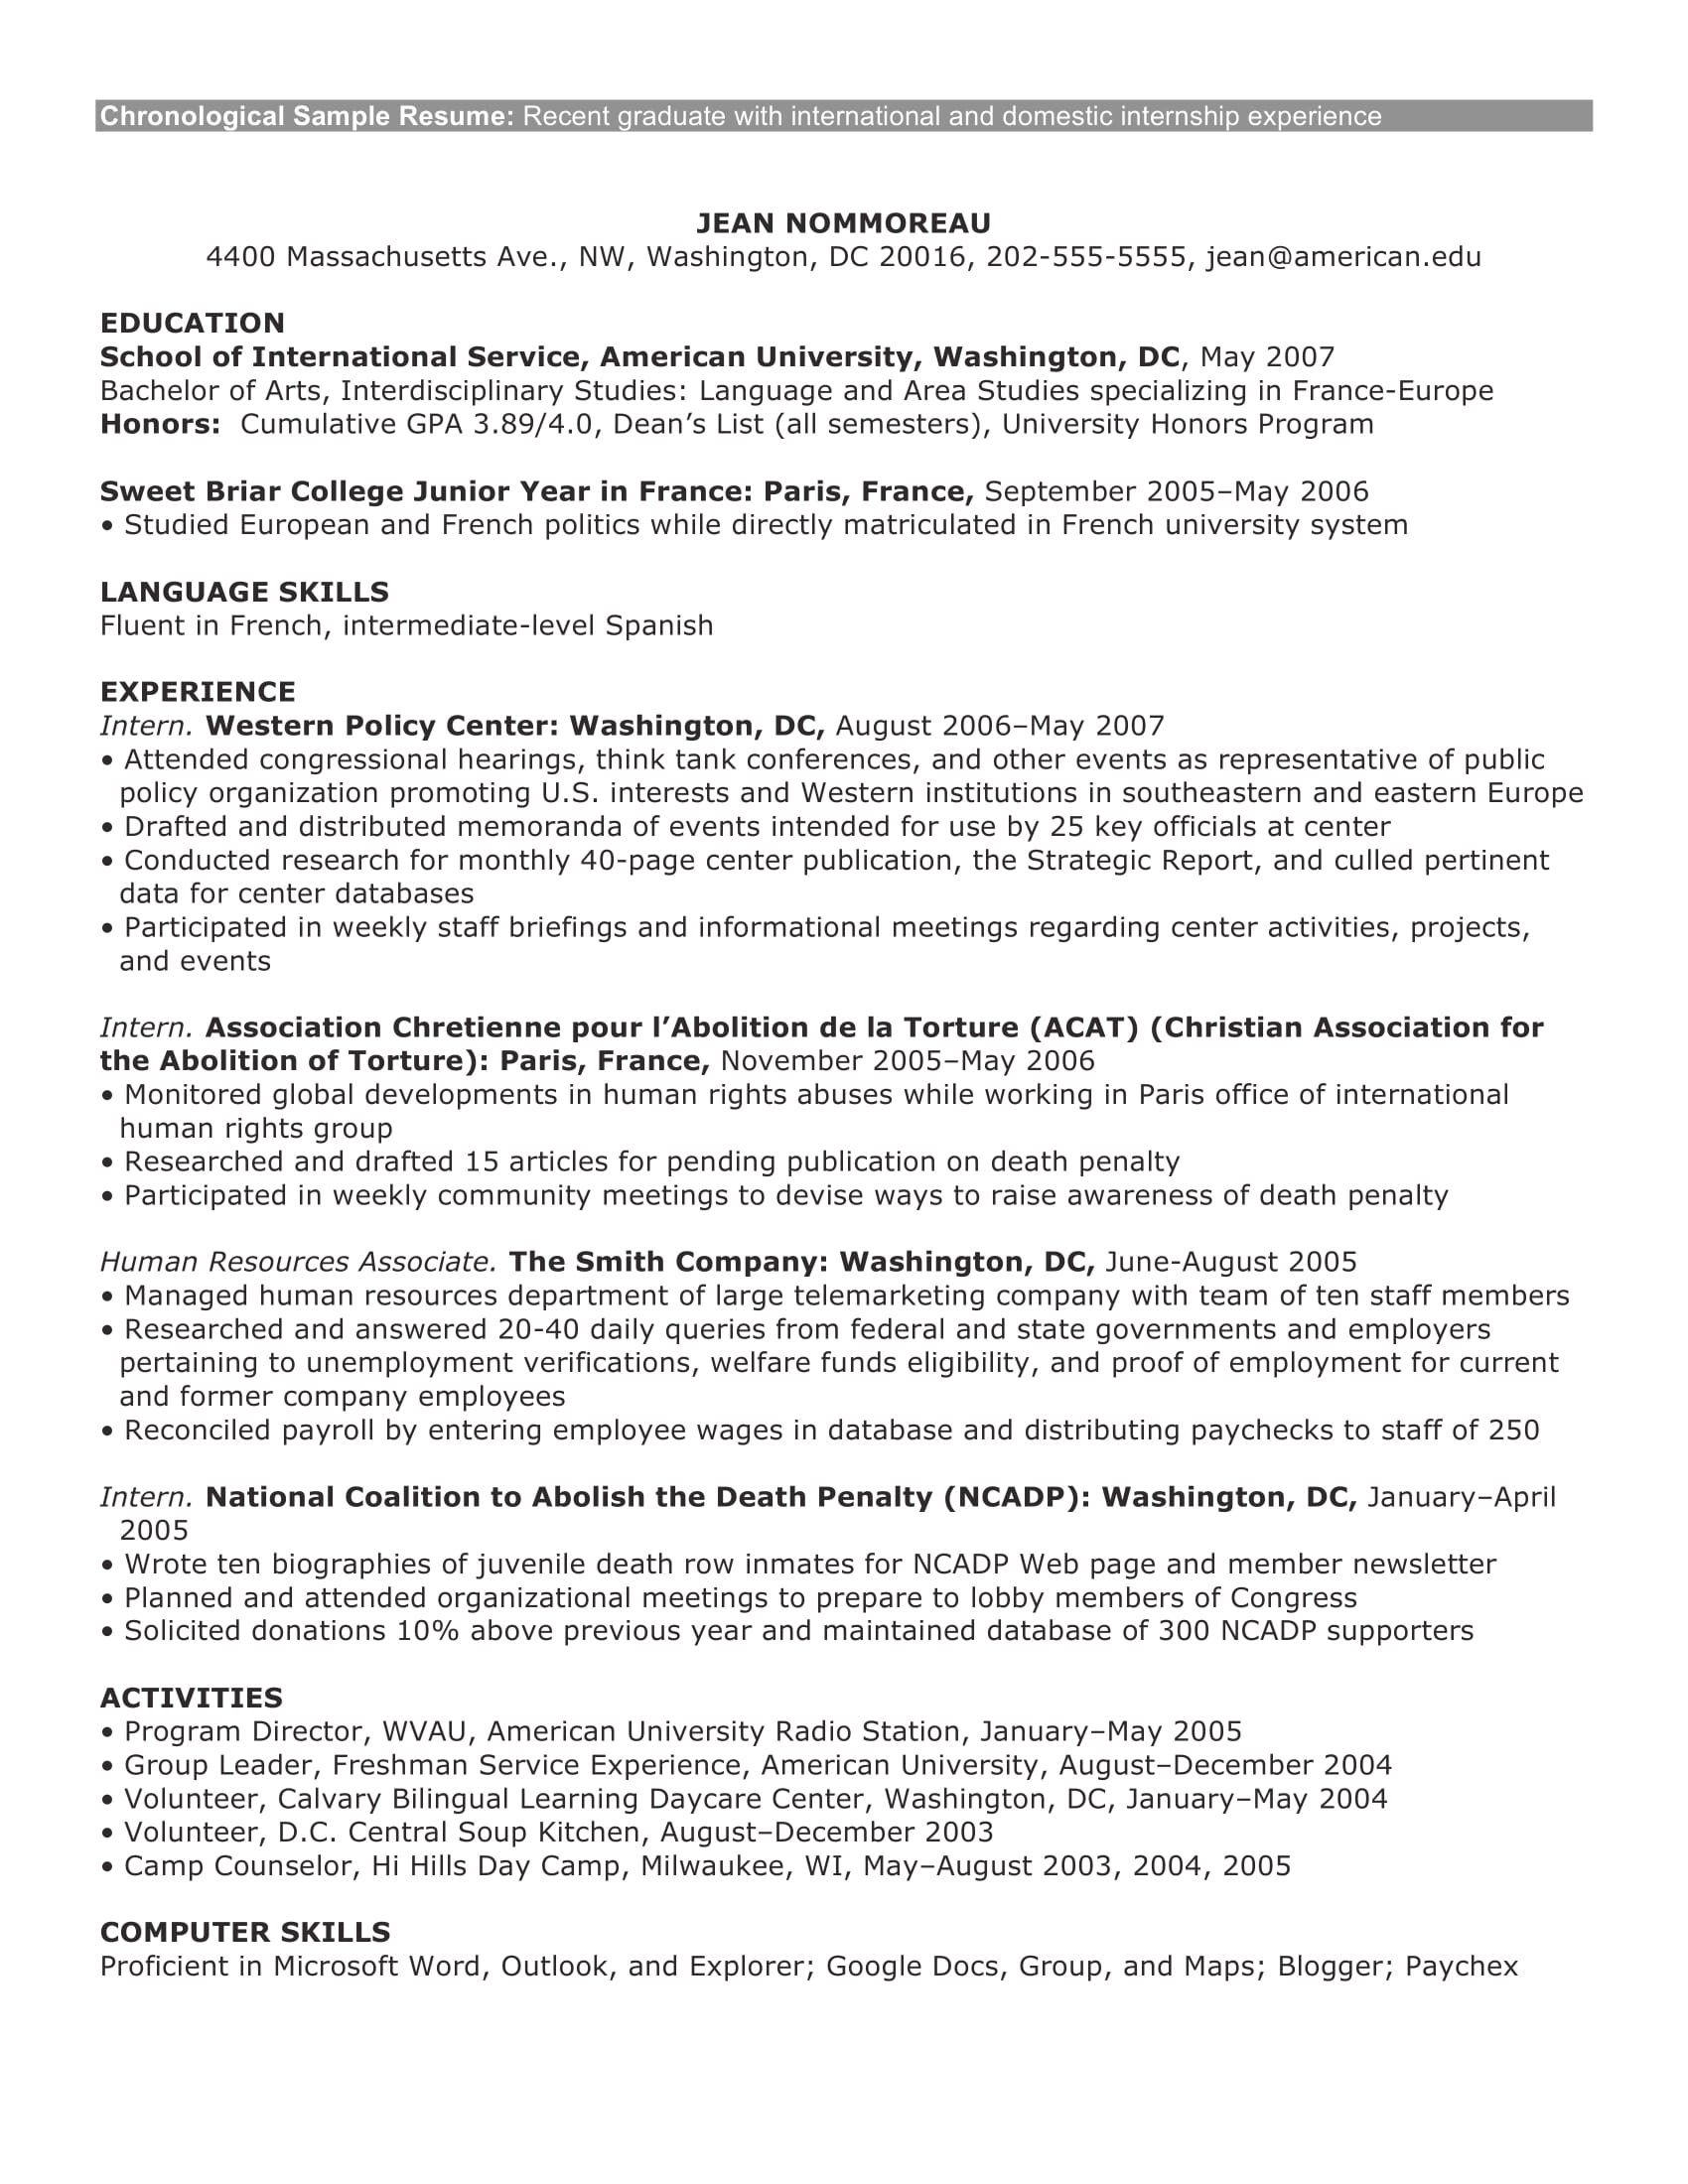 Chronological Sample Resume: Recent graduate with international and domestic internship experience
JEAN NOMMOREAU
4400 Massachusetts Ave., NW, Washington, DC 20016, 202-555-5555, jean@american.edu
EDUCATION
School of International Service, American University, Washington, DC, May 2007
Bachelor of Arts, Interdisciplinary Studies: Language and Area Studies specializing in France-Europe
Honors:  Cumulative GPA 3.89/4.0, Dean’s List (all semesters), University Honors Program
Sweet Briar College Junior Year in France: Paris, France, September 2005–May 2006
• Studied European and French politics while directly matriculated in French university system
LANGUAGE SKILLS
Fluent in French, intermediate-level Spanish
EXPERIENCE
Intern. Western Policy Center: Washington, DC, August 2006–May 2007
• Attended congressional hearings, think tank conferences, and other events as representative of public
policy organization promoting U.S. interests and Western institutions in southeastern and eastern Europe
• Drafted and distributed memoranda of events intended for use by 25 key officials at center
• Conducted research for monthly 40-page center publication, the Strategic Report, and culled pertinent
data for center databases
• Participated in weekly staff briefings and informational meetings regarding center activities, projects,
and events
Intern. Association Chretienne pour l’Abolition de la Torture (ACAT) (Christian Association for
the Abolition of Torture): Paris, France, November 2005–May 2006
• Monitored global developments in human rights abuses while working in Paris office of international
human rights group
• Researched and drafted 15 articles for pending publication on death penalty
• Participated in weekly community meetings to devise ways to raise awareness of death penalty
Human Resources Associate. The Smith Company: Washington, DC, June-August 2005
• Managed human resources department of large telemarketing company with team of ten staff members
• Researched and answered 20-40 daily queries from federal and state governments and employers
pertaining to unemployment verifications, welfare funds eligibility, and proof of employment for current
and former company employees
• Reconciled payroll by entering employee wages in database and distributing paychecks to staff of 250
Intern. National Coalition to Abolish the Death Penalty (NCADP): Washington, DC, January–April
2005
• Wrote ten biographies of juvenile death row inmates for NCADP Web page and member newsletter
• Planned and attended organizational meetings to prepare to lobby members of Congress
• Solicited donations 10% above previous year and maintained database of 300 NCADP supporters
ACTIVITIES
• Program Director, WVAU, American University Radio Station, January–May 2005
• Group Leader, Freshman Service Experience, American University, August–December 2004
• Volunteer, Calvary Bilingual Learning Daycare Center, Washington, DC, January–May 2004
• Volunteer, D.C. Central Soup Kitchen, August–December 2003
• Camp Counselor, Hi Hills Day Camp, Milwaukee, WI, May–August 2003, 2004, 2005
COMPUTER SKILLS
Proficient in Microsoft Word, Outlook, and Explorer; Google Docs, Group, and Maps; Blogger; Paychex